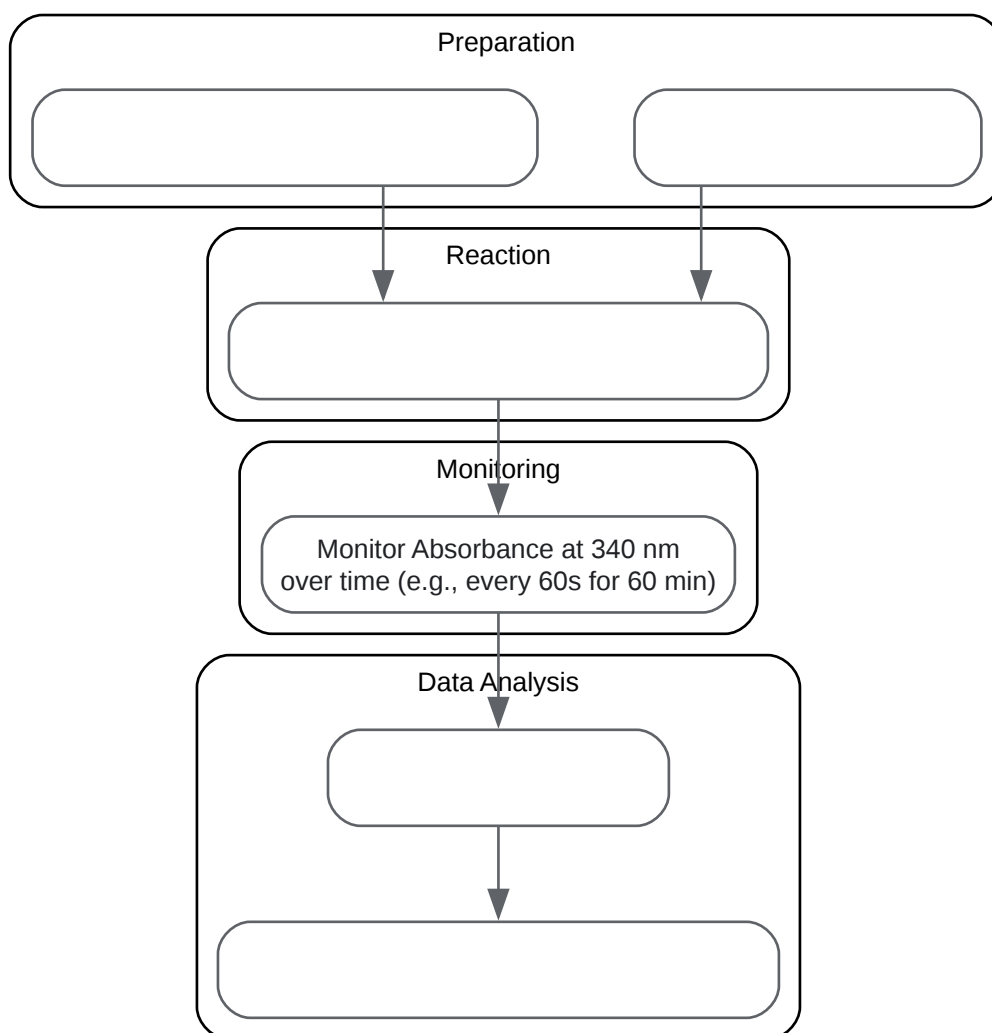 Preparation
Reaction
Monitoring
Monitor Absorbance at 340 nm
over time (e.g., every 60s for 60 min)
Data Analysis